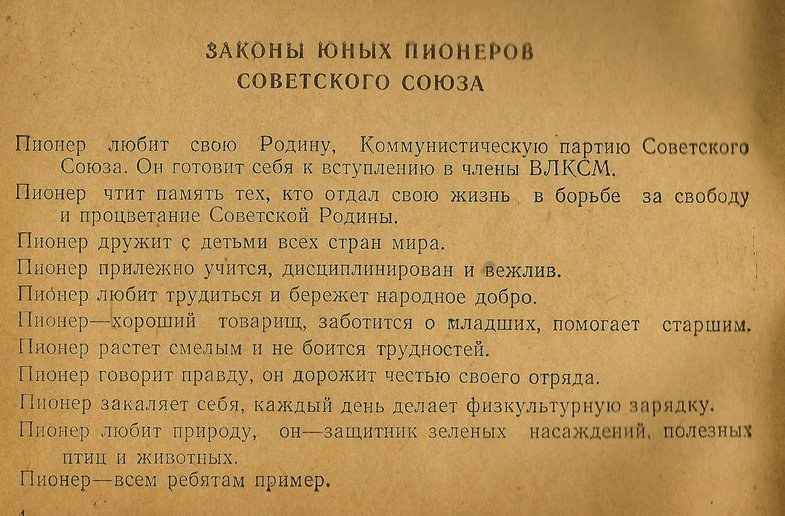 ЗАКОНЫ ЮНЫХ ПИОНЕРОВ
СОВЕТСКОГО СОЮЗА
Пионер любит свою Родину, Коммунистическую партию Советского
Союза. Он готовит себя к вступлению в члены ВЛКСМ.
Пионер чтит память тех, кто отдал свою жизнь в борьбе за свободу
и процветание Советской Родины.
Пионер дружит с детьми всех стран мира.
Пионер прилежно учится, дисциплинирован и вежлив.
Пионер любит трудиться и бережет народное добро.
Пионер—хороший товарищ, заботится о младших, помогает старшим.
Пионер растет смелым и не боится трудностей.
Пионер говорит правду, он дорожит честью своего отряда.
Пионер закаляет себя, каждый день делает физкультурную зарядку.
Пионер любит природу, он—защитник зеленых насаждений, полезных
птиц и животных.
Пионер—всем ребятам пример.